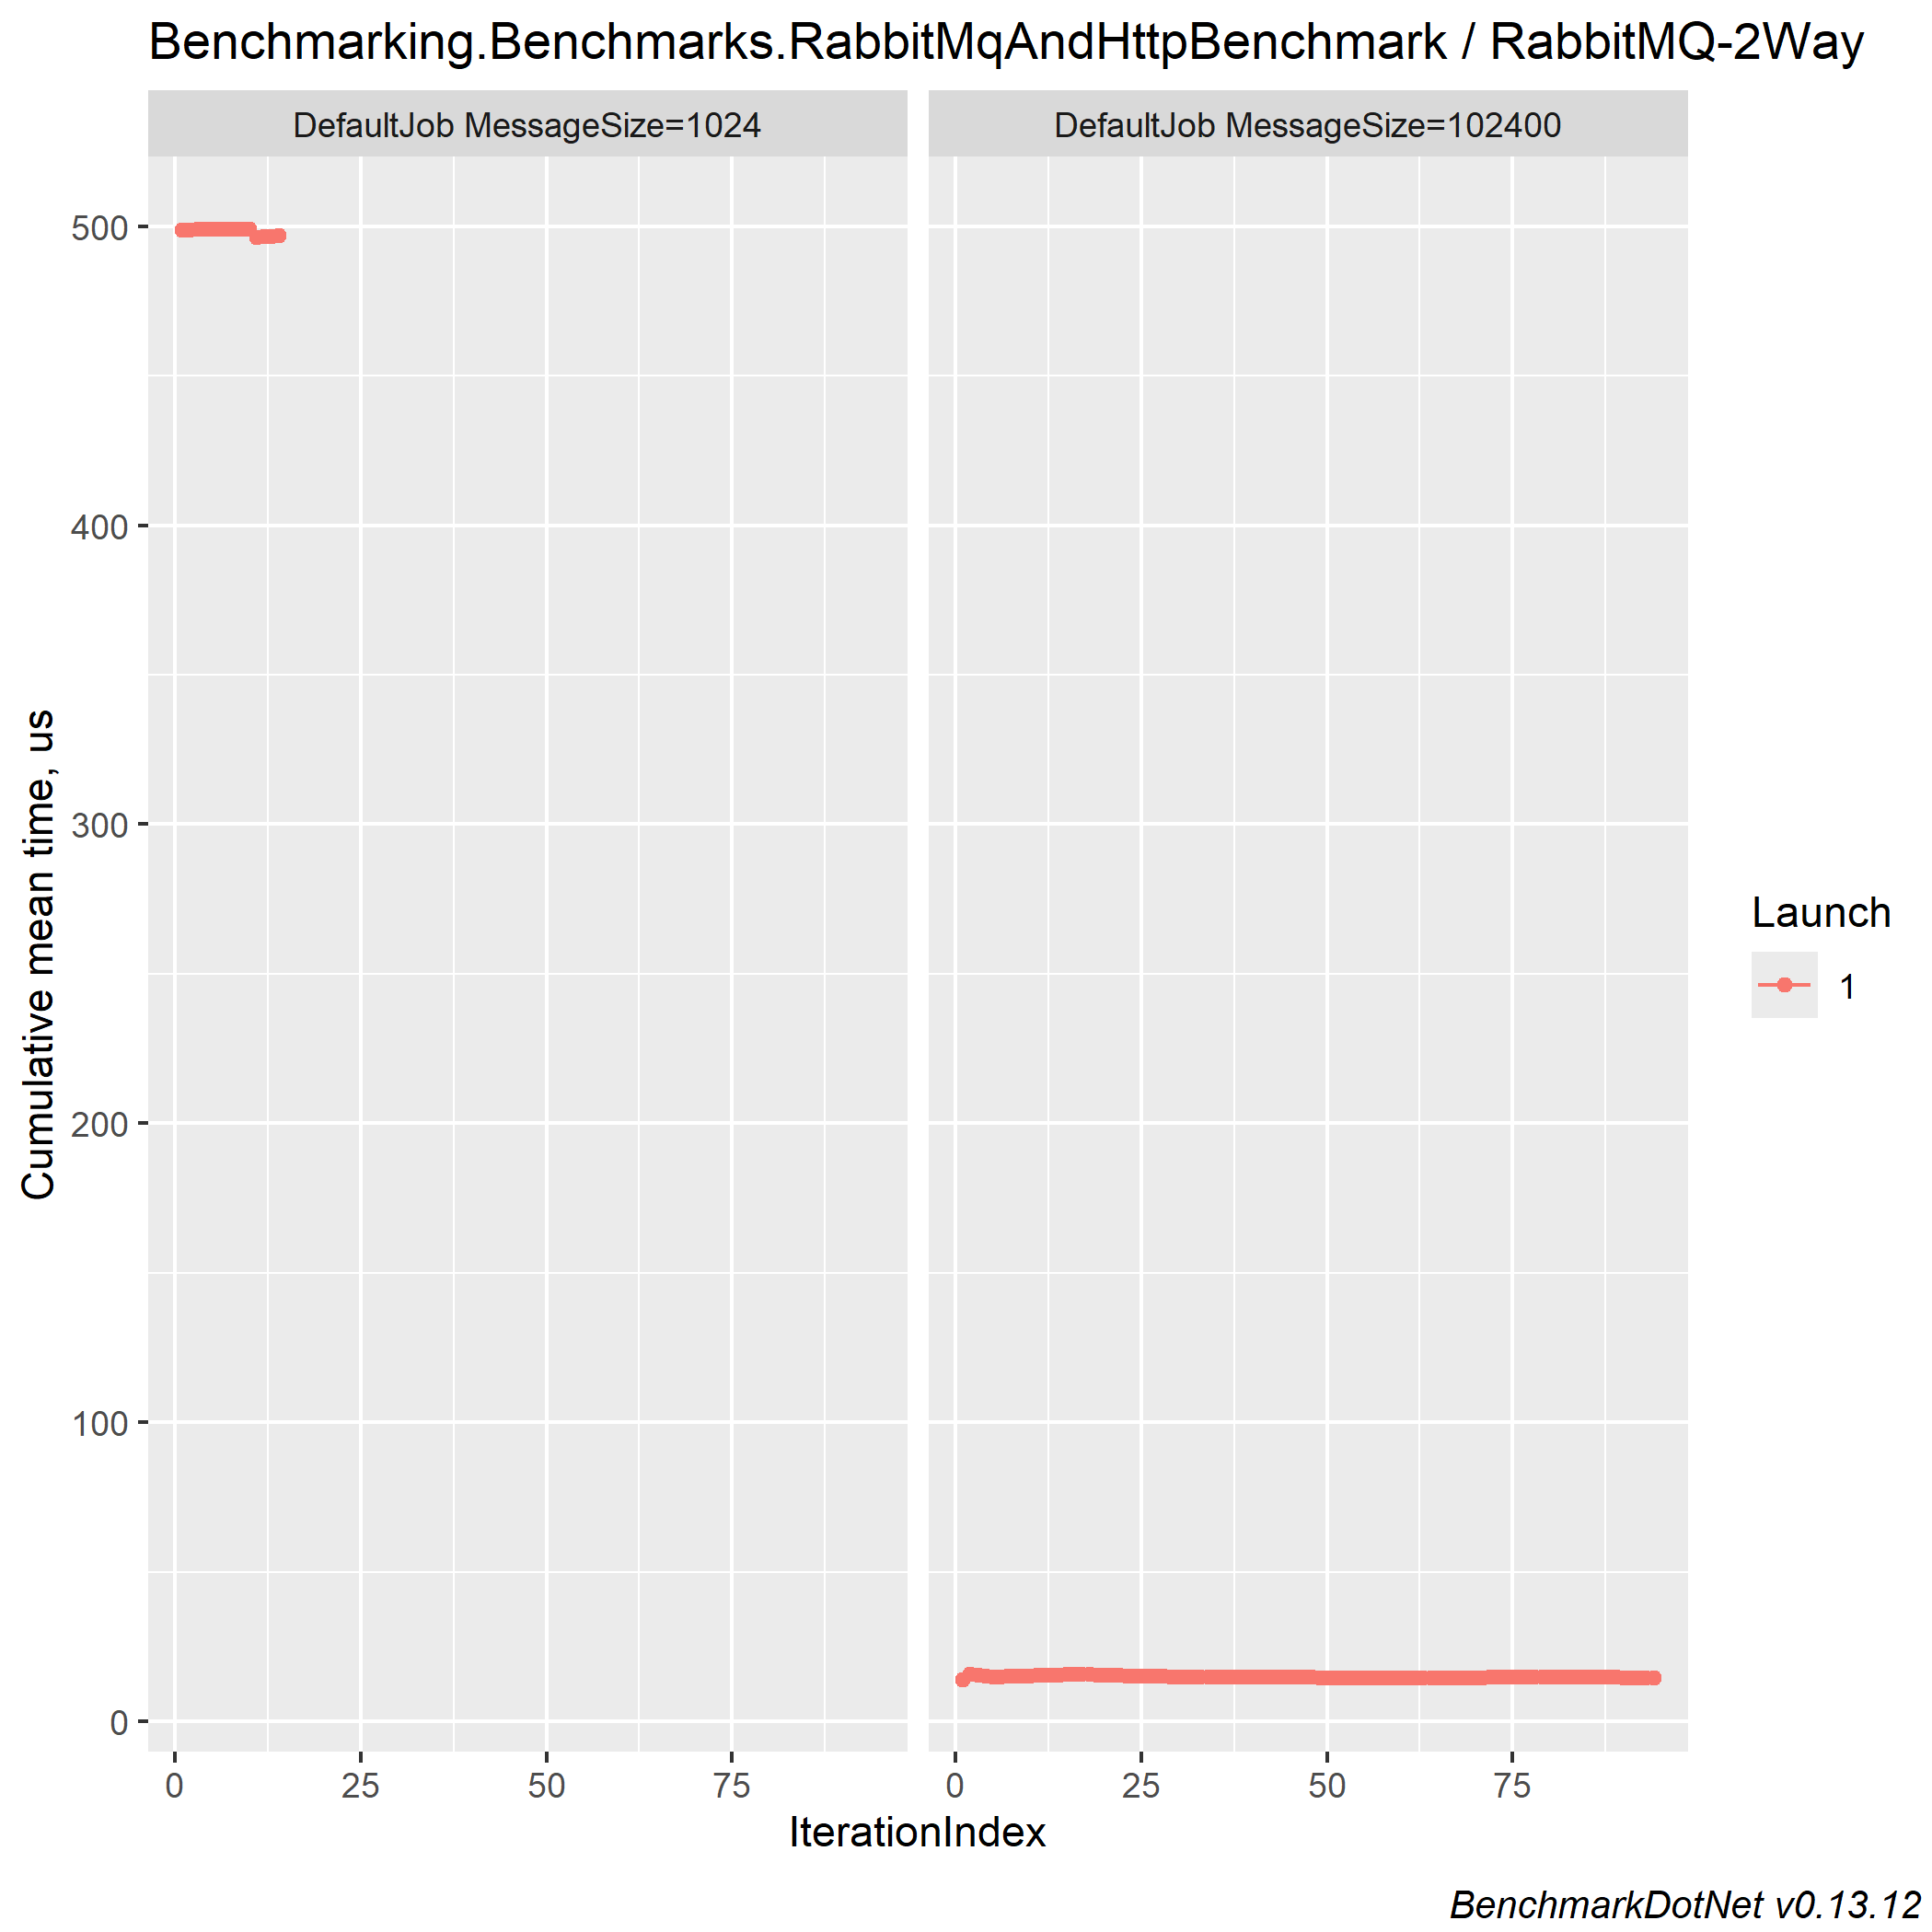 Benchmarking.Benchmarks.RabbitMqAndHttpBenchmark / RabbitMQ-2Way
DefaultJob MessageSize=1024
DefaultJob MessageSize=102400
500
400
300
200
100
0
Cumulative mean time, us
0 25 50 75
0 25 50 75
IterationIndex
Launch
1
BenchmarkDotNet v0.13.12